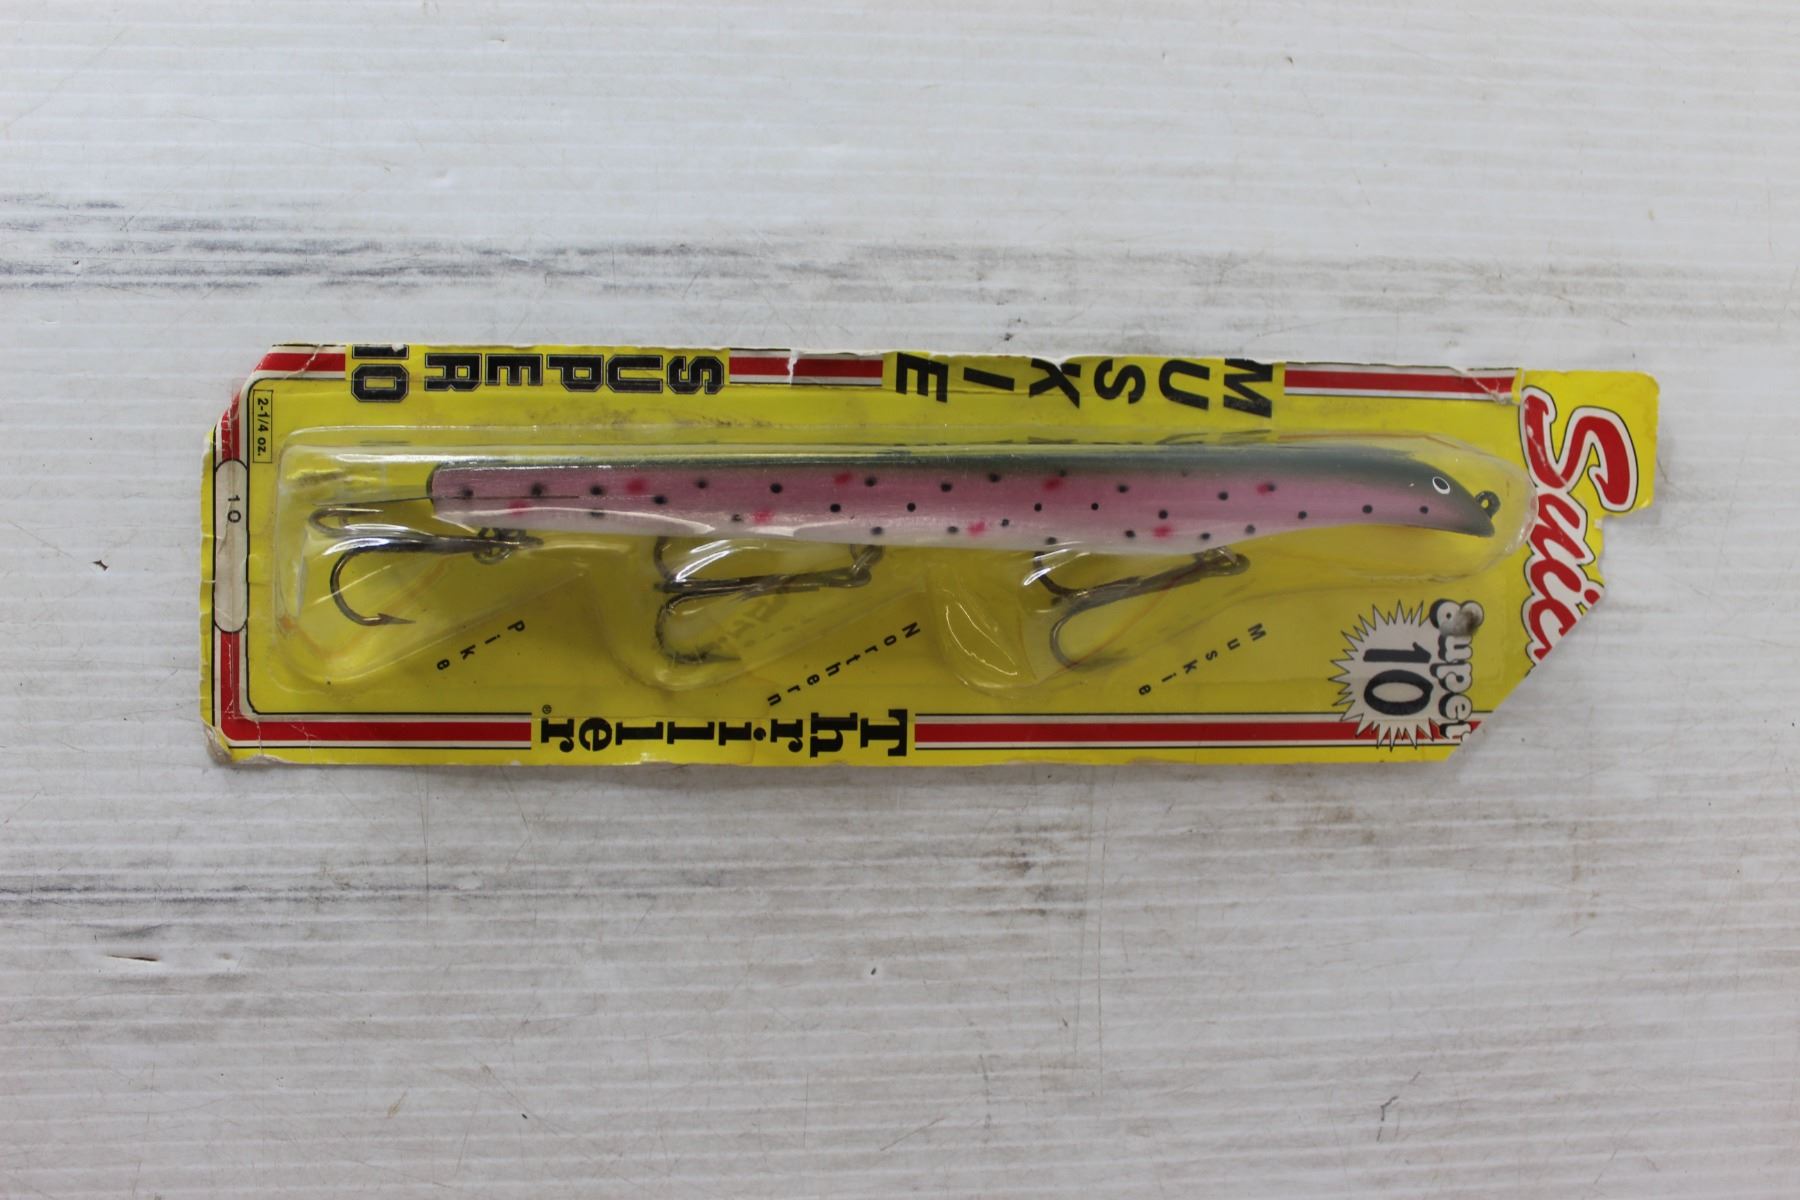 Suic
Super
10
MUSKIE
SUPER
10
2-1/4 oz.
10
Muskie
Northern
Pike
Thriller®